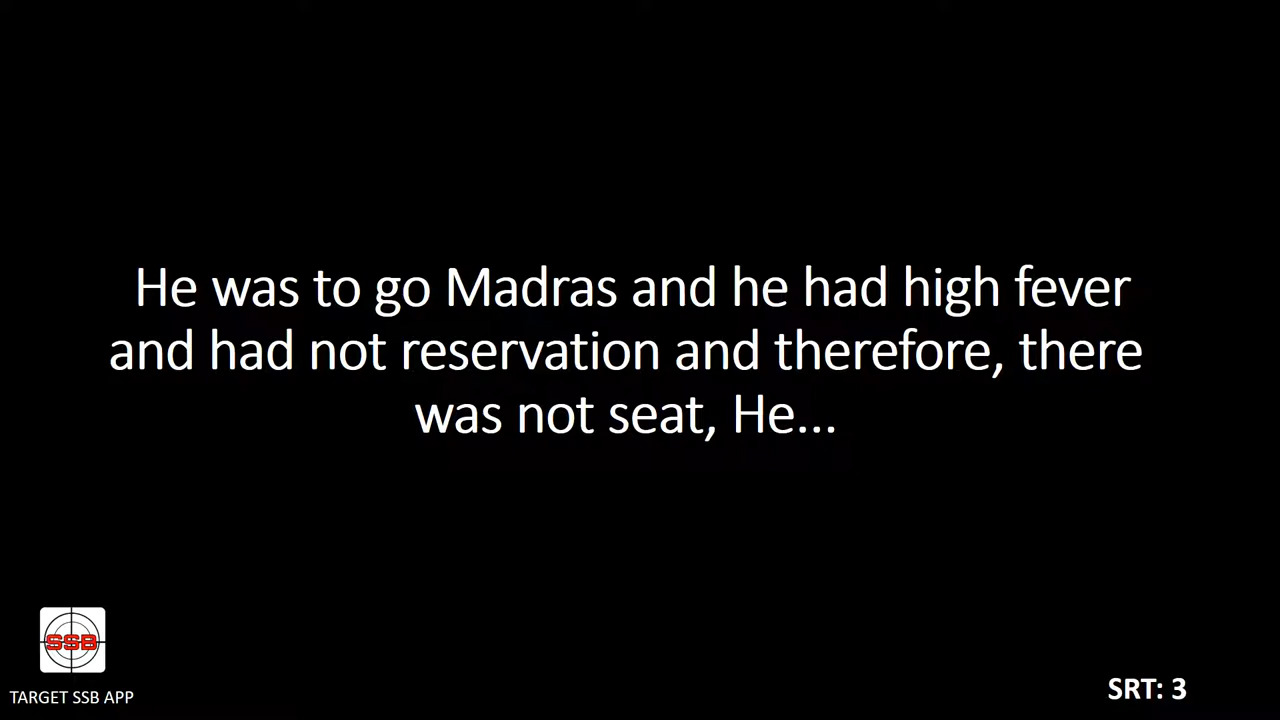 He was to go Madras and he had high fever
and had not reservation and therefore, there
was not seat, He...
SSB
TARGET SSB APP
SRT: 3